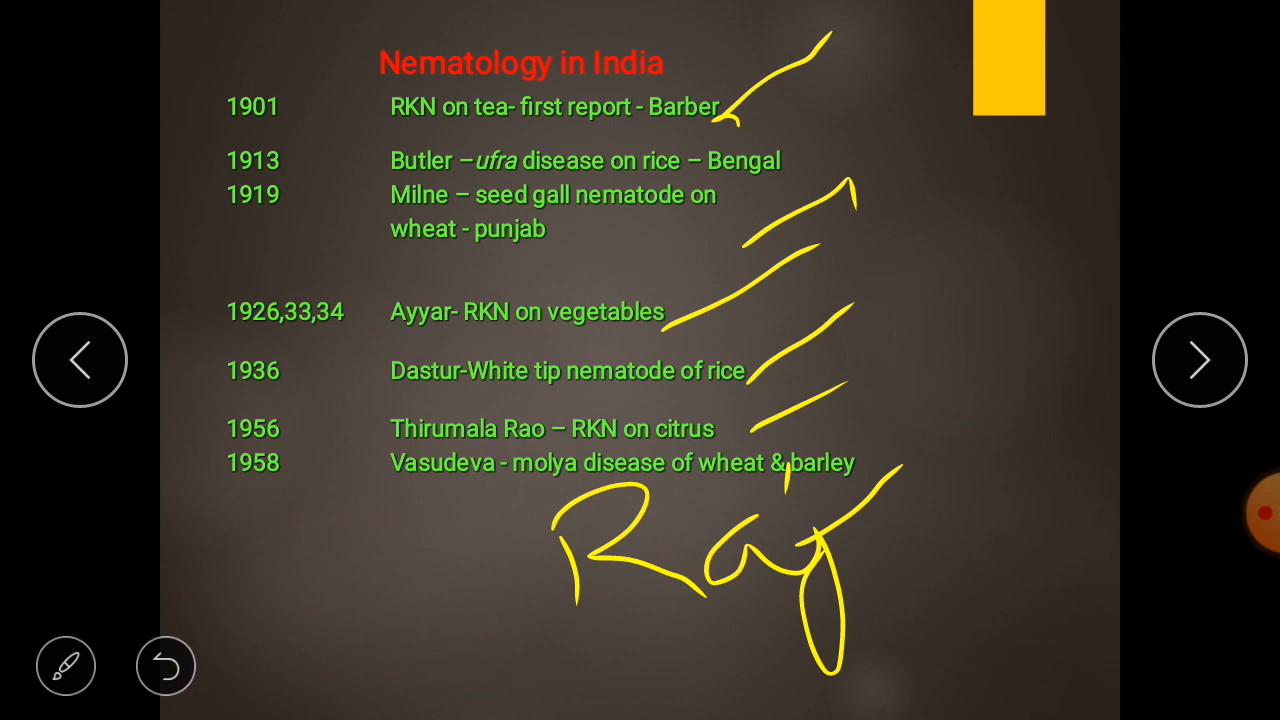 Nematology in India
1901 RKN on tea- first report - Barber
1913 Butler –ufra disease on rice – Bengal
1919 Milne – seed gall nematode on
wheat - punjab
1926,33,34 Ayyar- RKN on vegetables
1936 Dastur-White tip nematode of rice
1956 Thirumala Rao – RKN on citrus
1958 Vasudeva - molya disease of wheat & barley
Raj